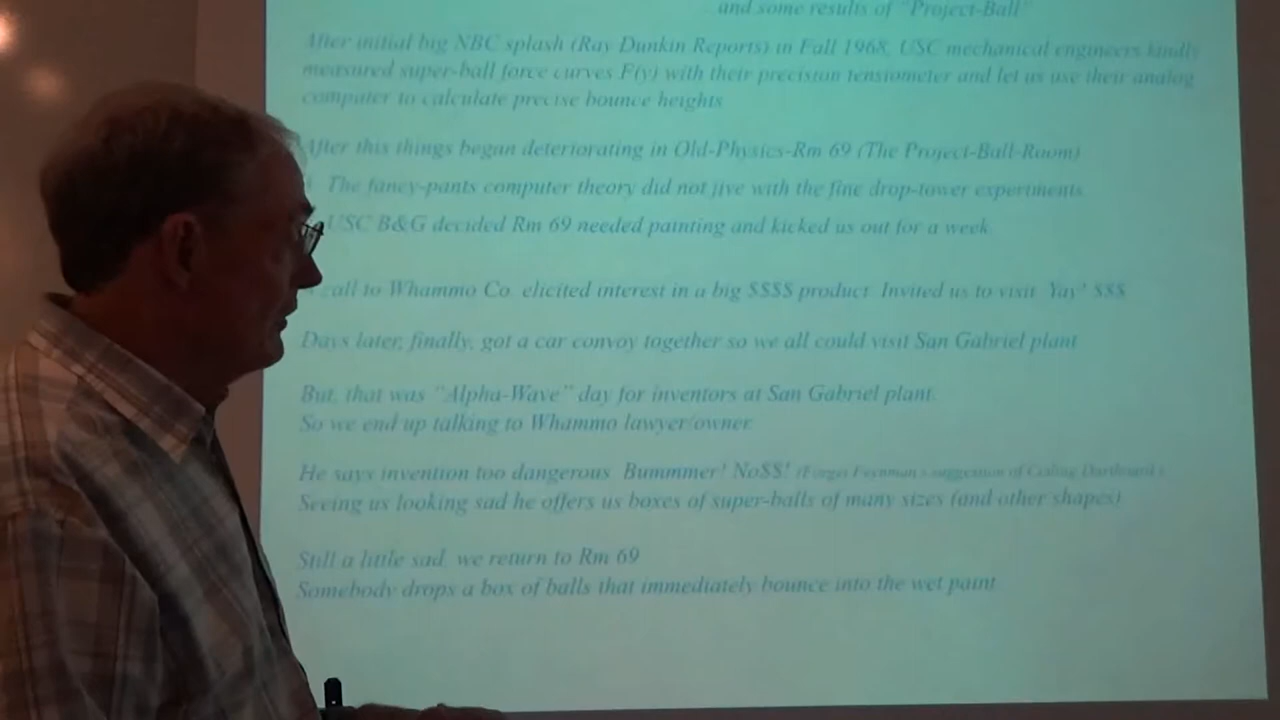 and some results of "Project-Ball"
After initial big NBC splash (Ray Dunkin Reports) in Fall 1968, USC mechanical engineers kindly
measured super-ball force curves F(y) with their precision tensiometer and let us use their analog
computer to calculate precise bounce heights
After this things began deteriorating in Old-Physics-Rm 69 (The Project-Ball-Room)
The fancy-pants computer theory did not jive with the fine drop-tower experiments.
USC B&G decided Rm 69 needed painting and kicked us out for a week.
call to Whammo Co. elicited interest in a big $$$$ product. Invited us to visit. Yay! $$$
Days later, finally, got a car convoy together so we all could visit San Gabriel plant
But, that was "Alpha-Wave" day for inventors at San Gabriel plant.
So we end up talking to Whammo lawyer/owner
He says invention too dangerous. Bummmer! No$$! (Forget Feynman's suggestion of Ceiling Dartboard
Seeing us looking sad he offers us boxes of super-balls of many sizes (and other shapes)
Still a little sad, we return to Rm 69
Somebody drops a box of balls that immediately bounce into the wet paint